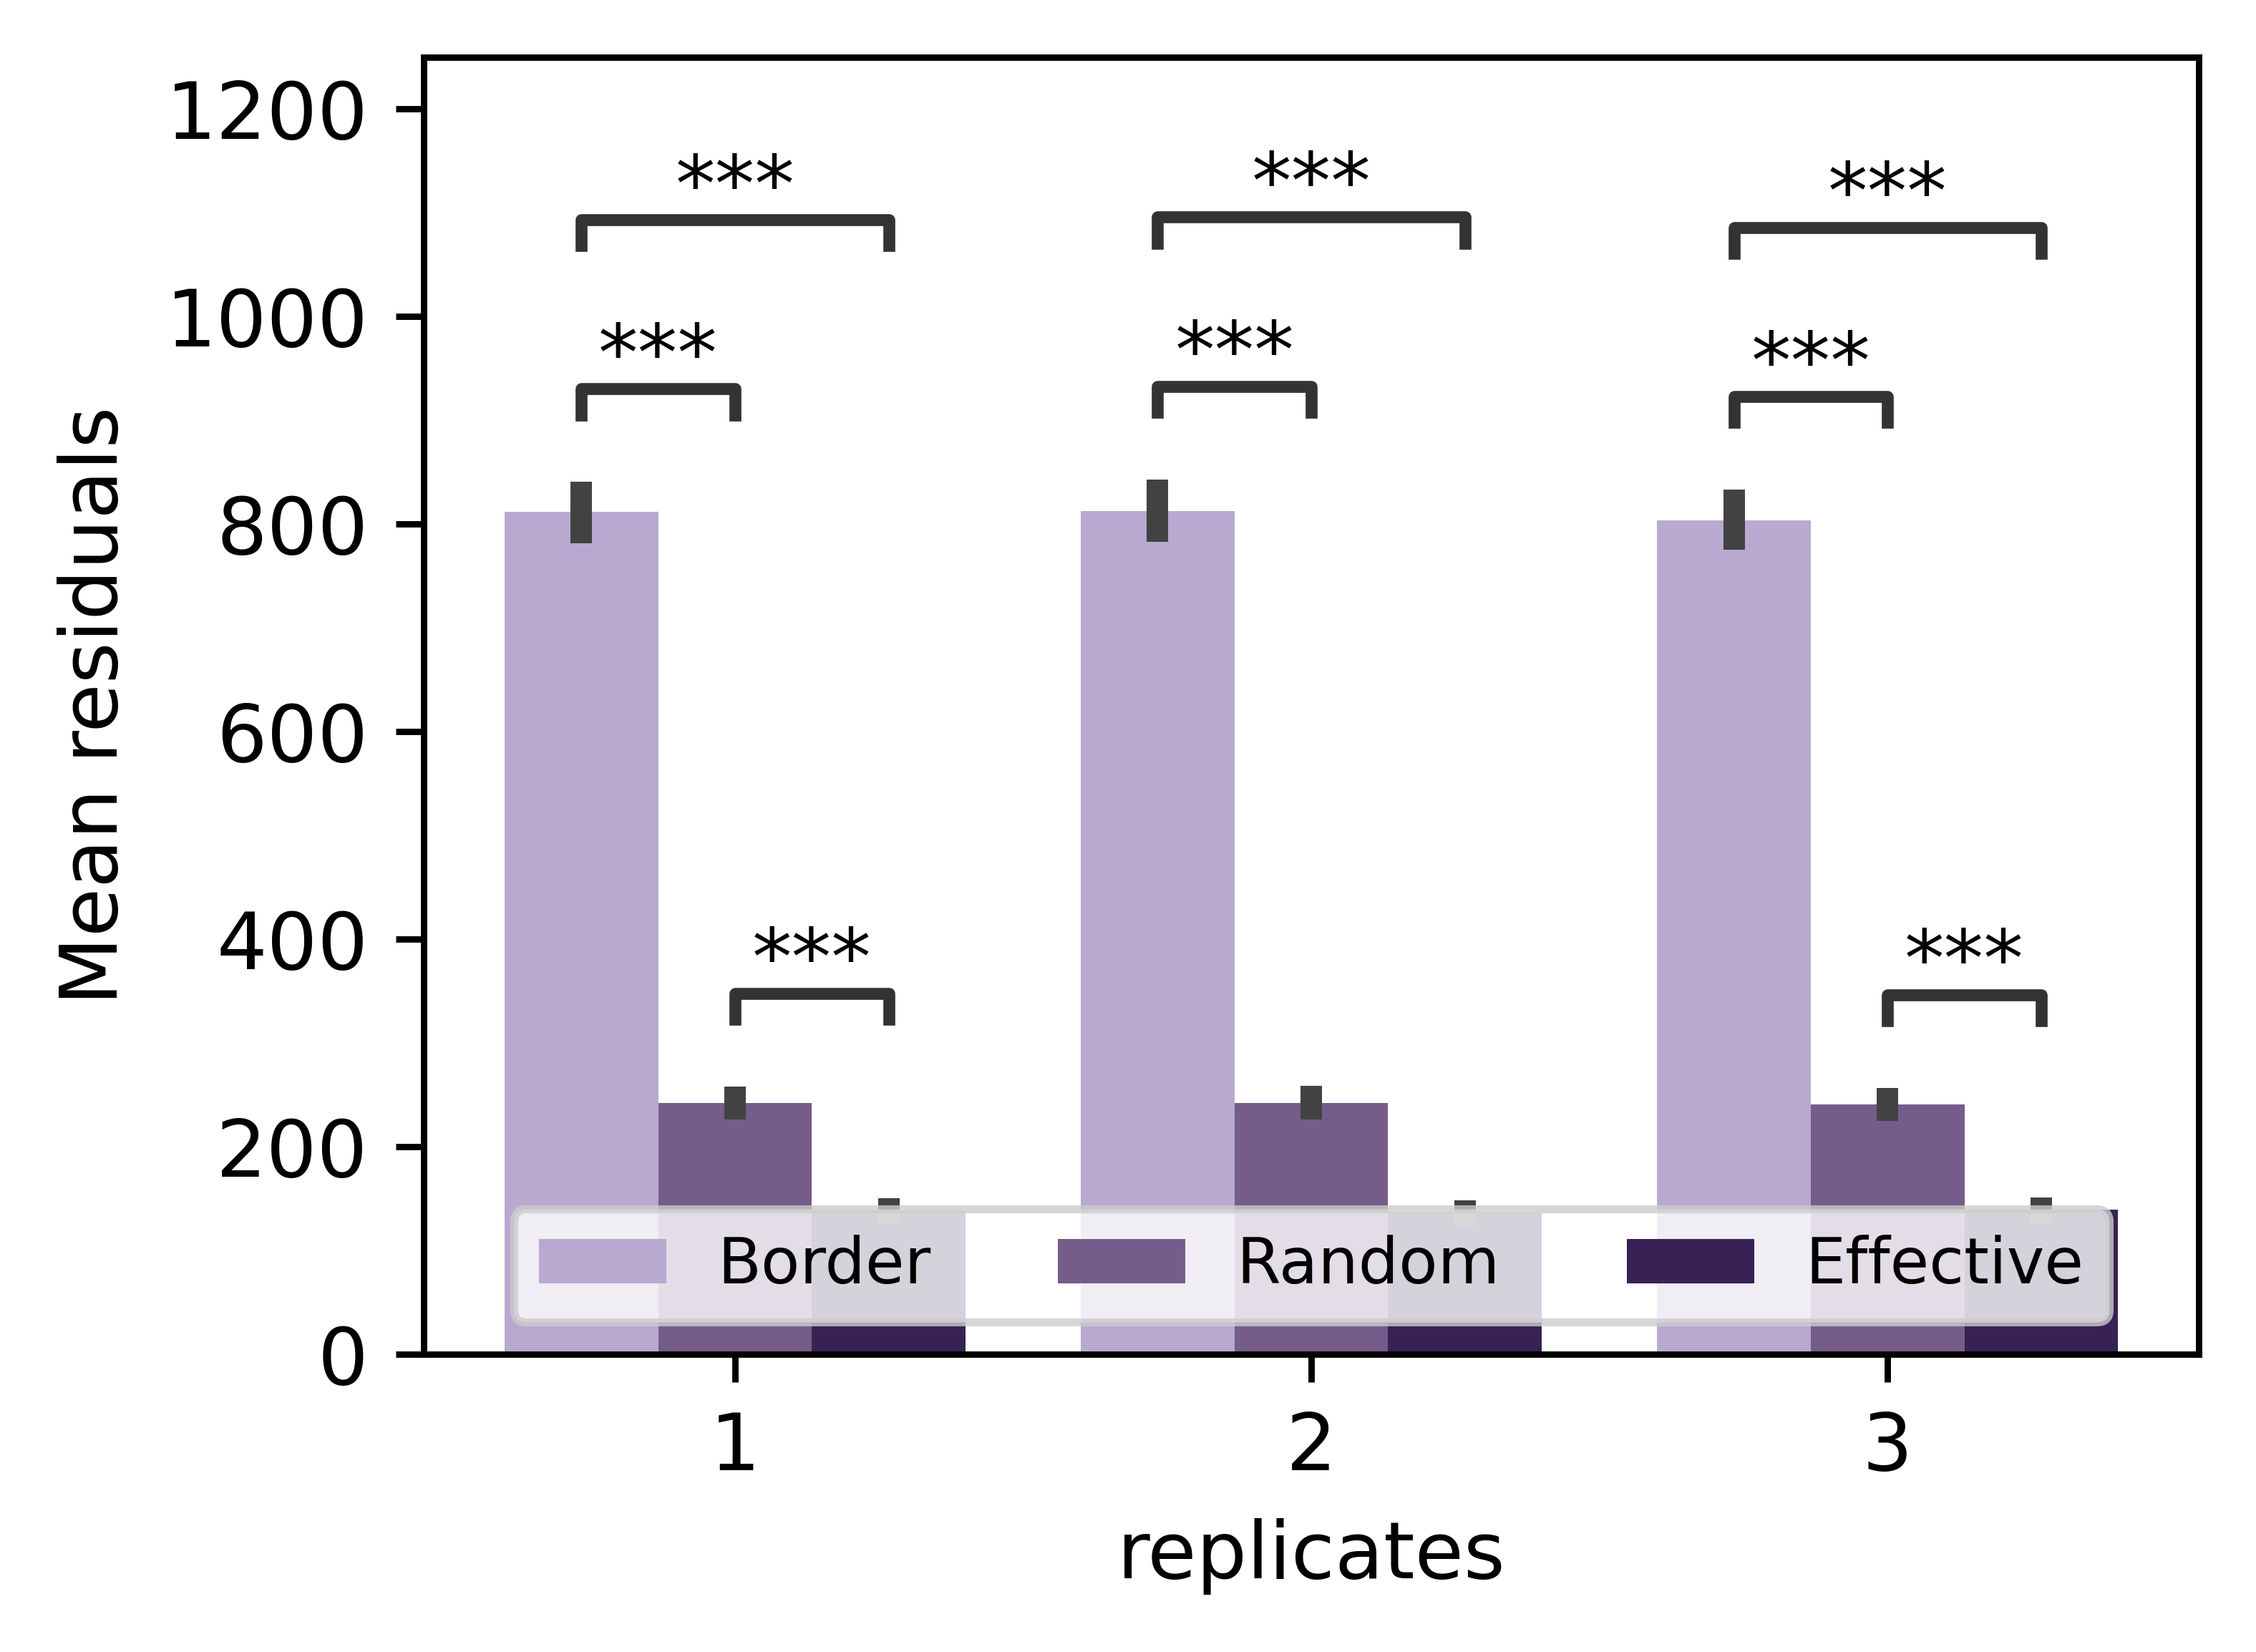 1200
1000
800
600
400
200
0
Mean residuals
*** *** ***
*** *** ***
*** ***
Border Random Effective
1 2 3
replicates